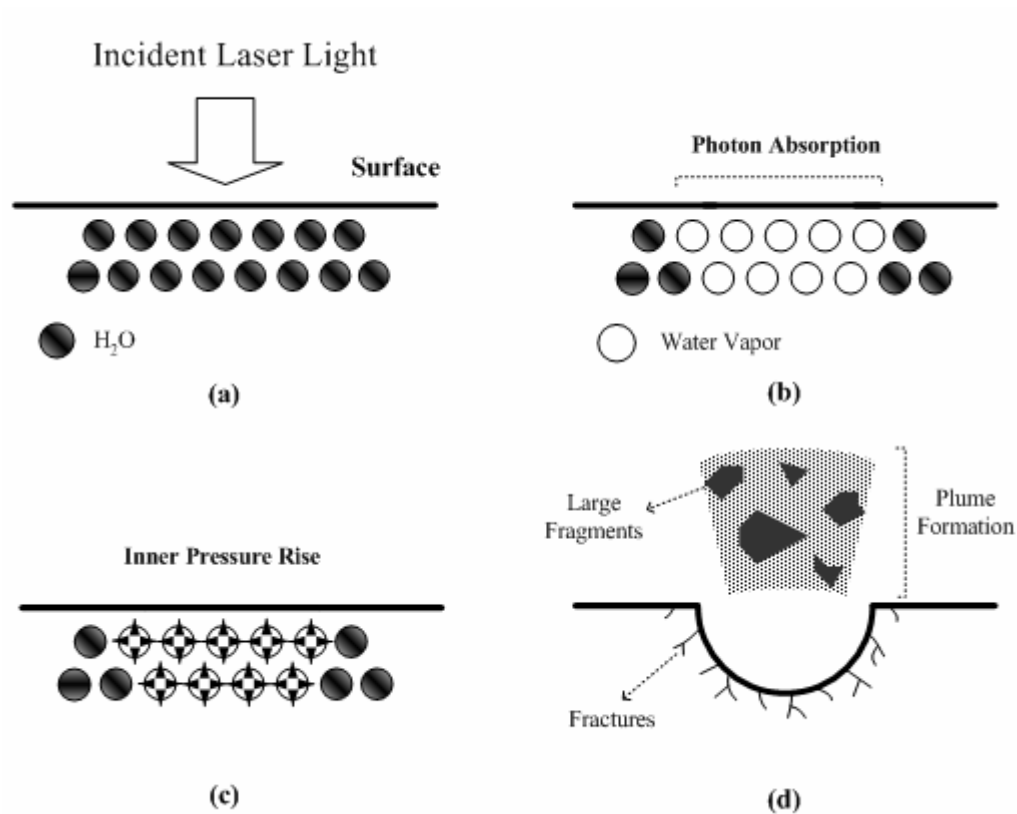 Incident Laser Light
Surface
H₂O
(a)
Photon Absorption
Water Vapor
(b)
Inner Pressure Rise
(c)
Large
Fragments
Plume
Formation
Fractures
(d)